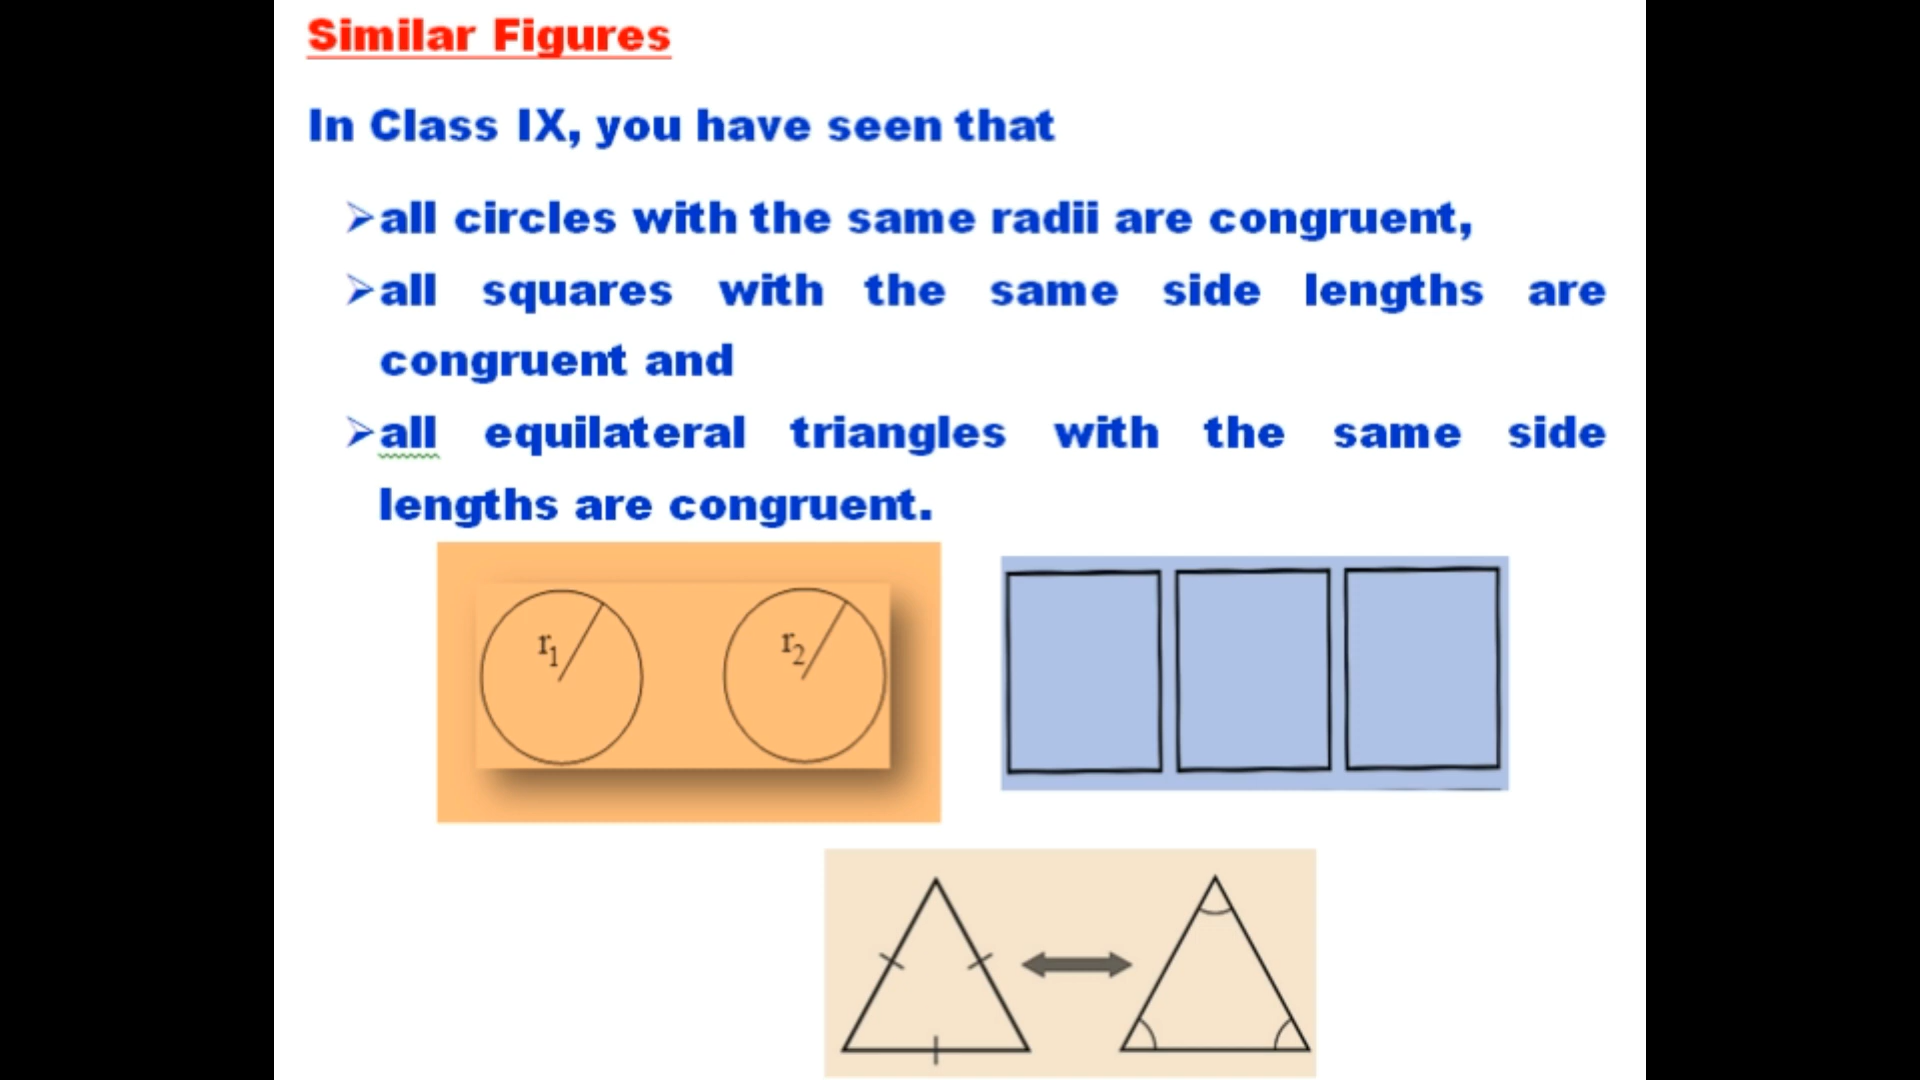 Similar Figures
In Class IX, you have seen that
➢all circles with the same radii are congruent,
➢all squares with the same side lengths are
congruent and
➢all equilateral triangles with the same side
lengths are congruent.
r₁ r₂